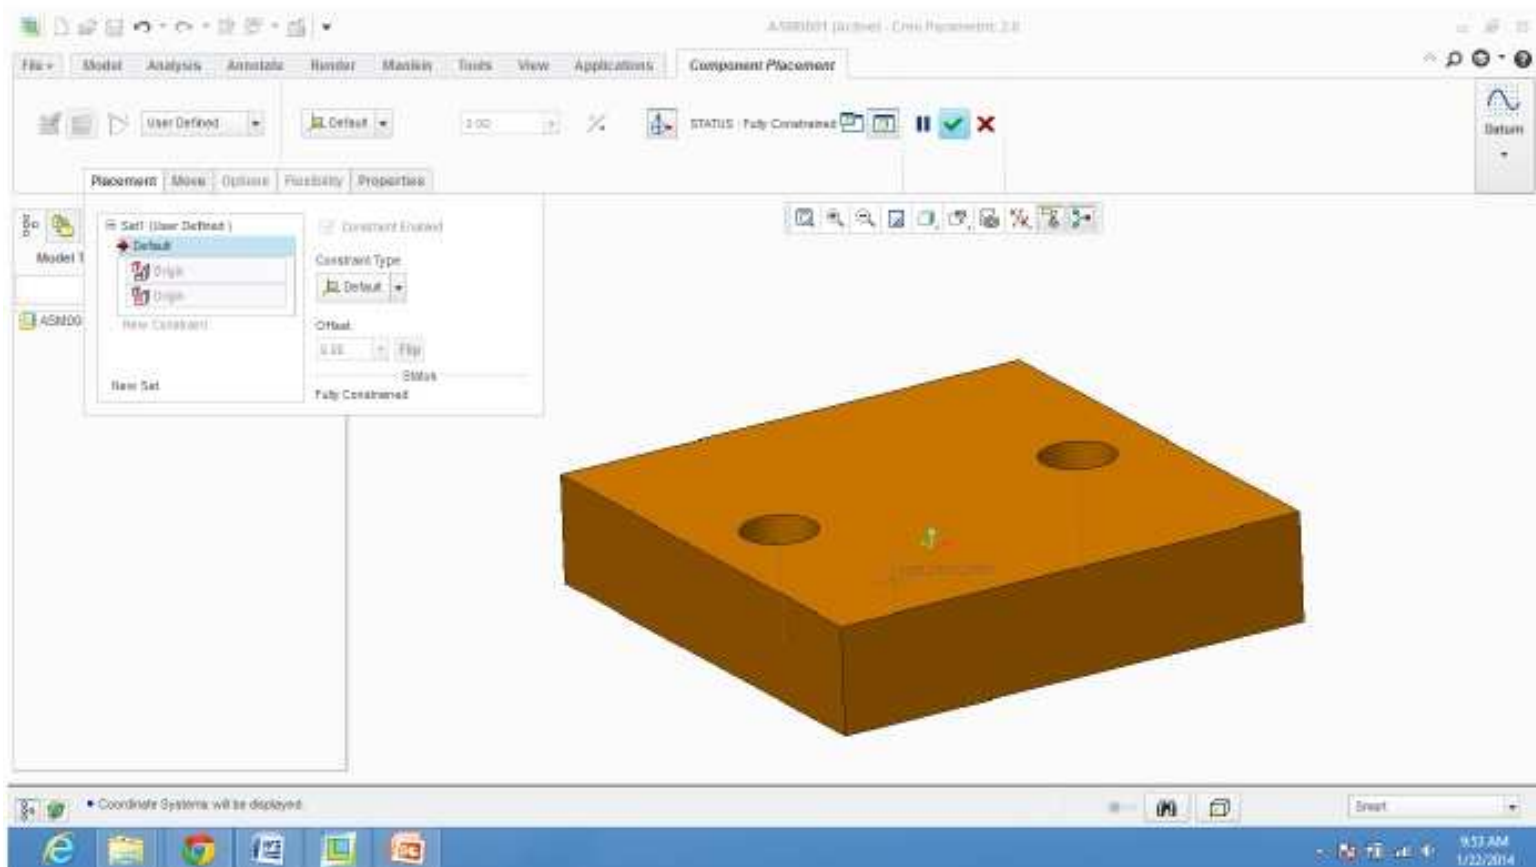 ASM0001 (Active) - Creo Parametric 2.0
File Model Analysis Annotate Render Manikin Tools View Applications Component Placement
User Defined Default STATUS : Fully Constrained
Datum
Placement Move Options Flexibility Properties
Set1 (User Defined)
Default
Origin
Origin
New Constraint
New Set
Constraint Enabled
Constraint Type
Default
Offset
0.00 Flip
Status
Fully Constrained
Model T
ASM00
Coordinate Systems will be displayed.
Smart
9:53 AM
1/22/2014